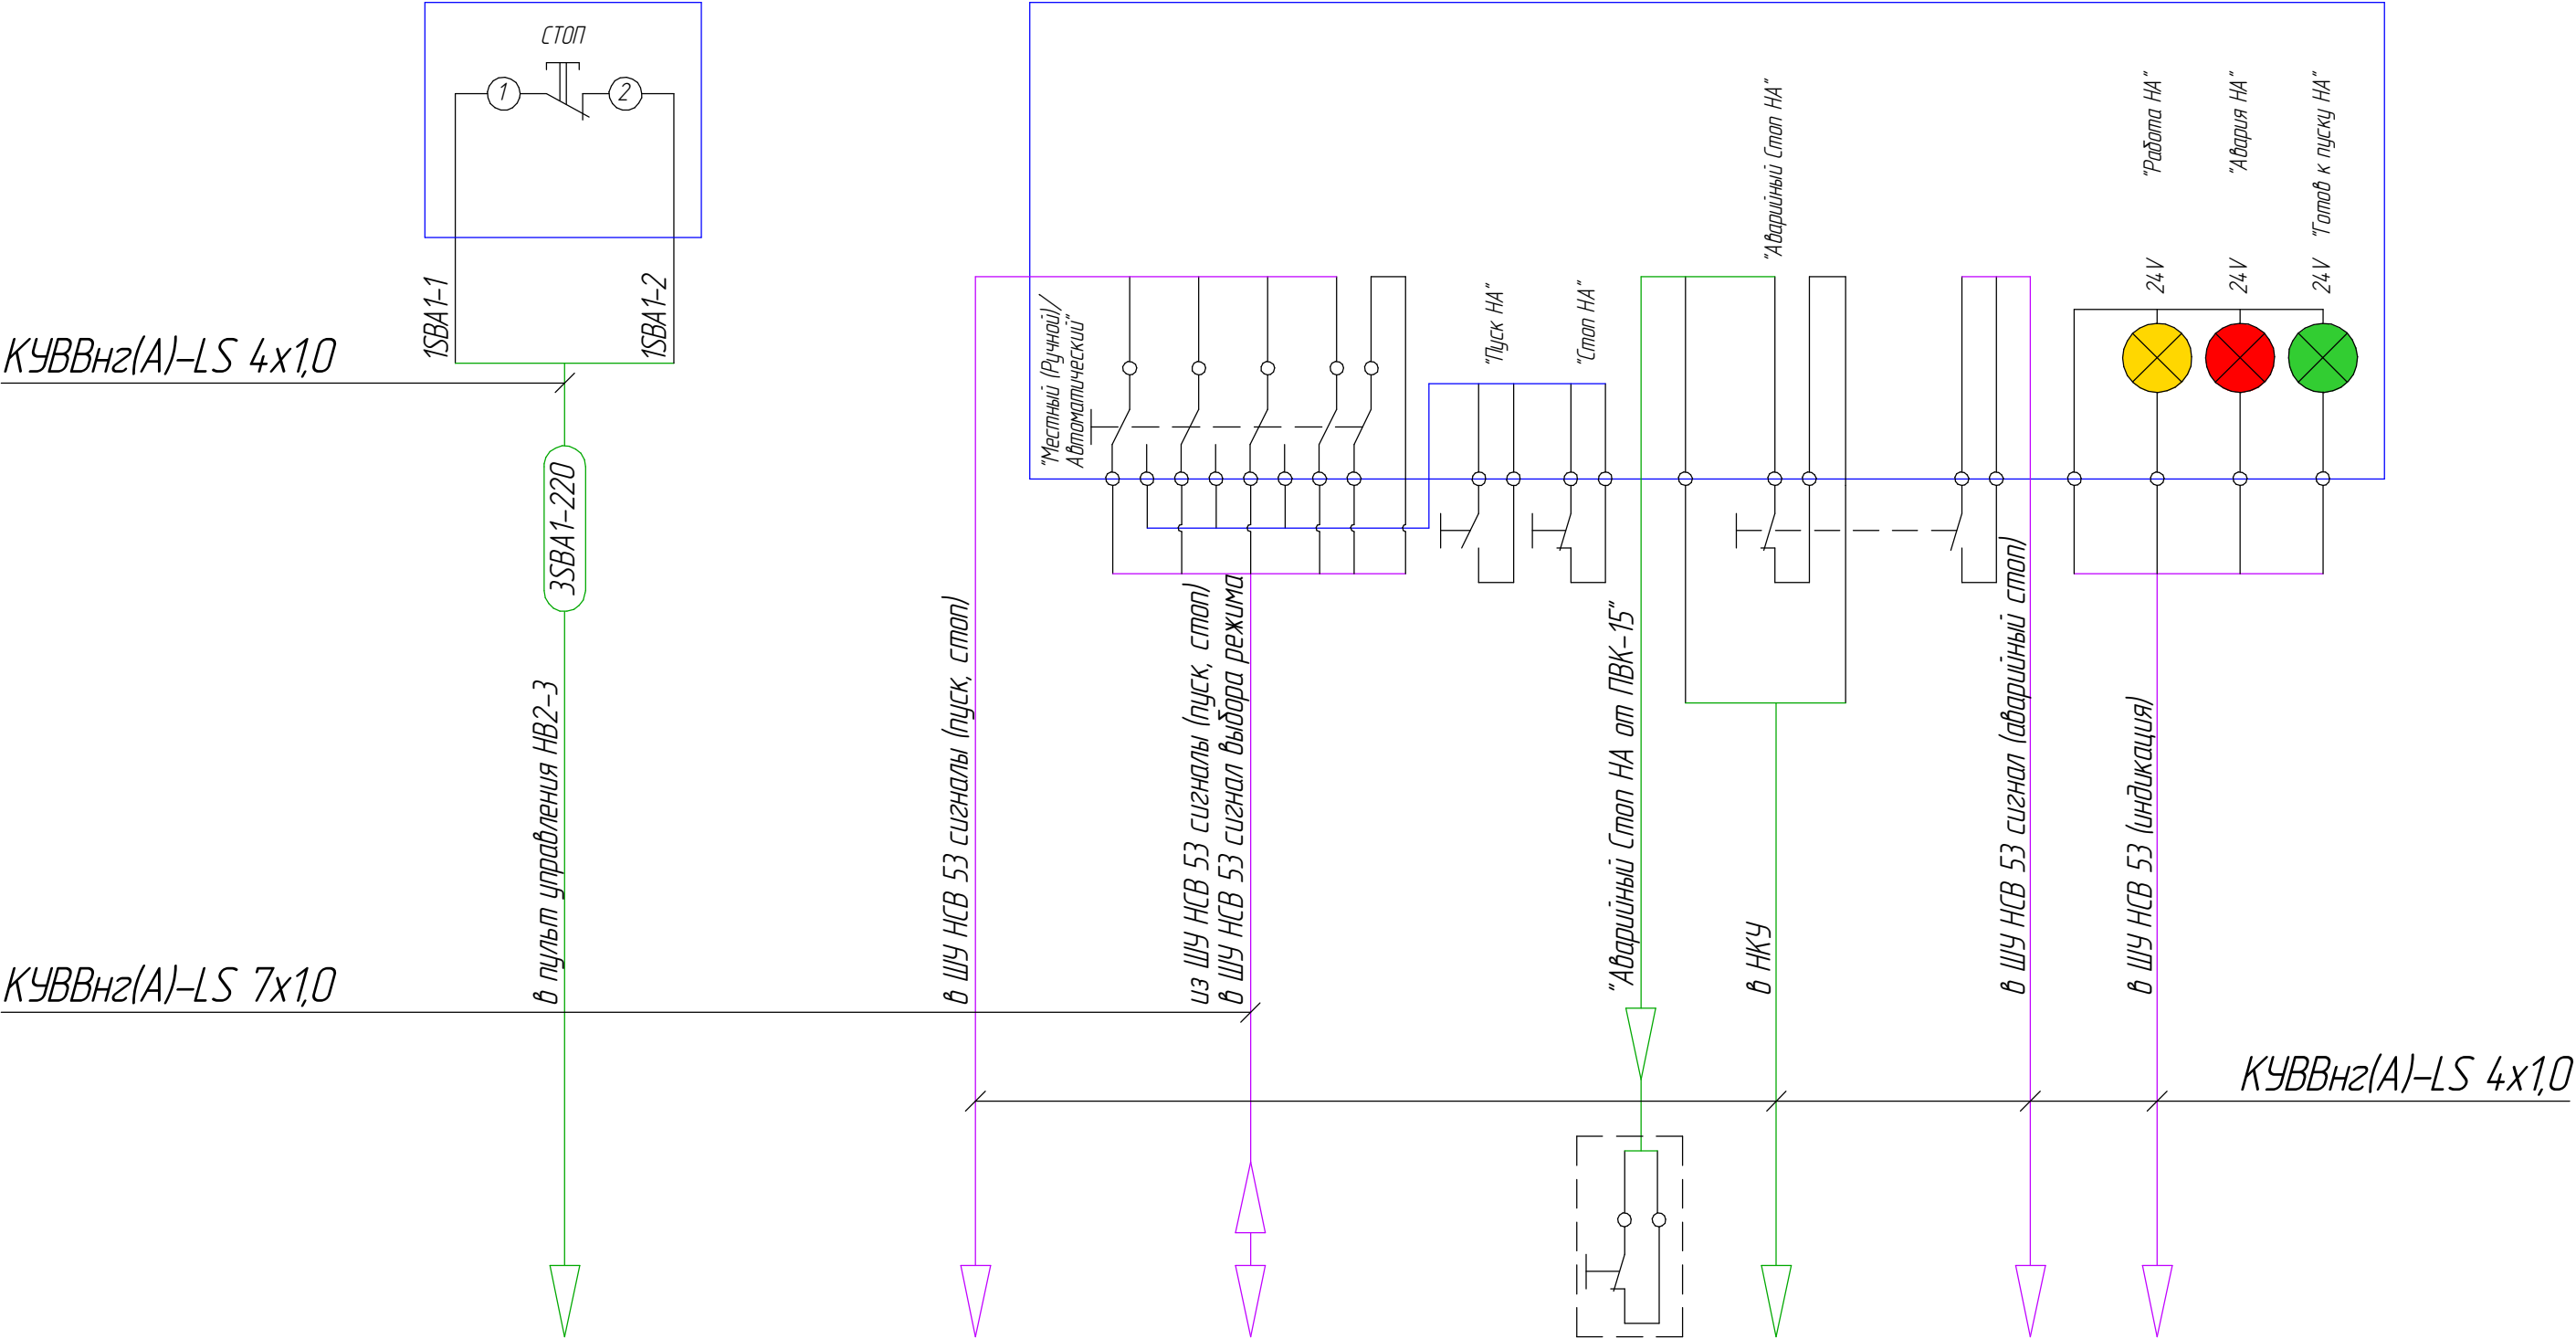 СТОП
1
2
1SBA1-1
1SBA1-2
КУВВнг(А)-LS 4х1,0
3SBA1-220
в пульт управления НВ2-3
КУВВнг(А)-LS 7х1,0
"Местный (Ручной)/
Автоматический"
"Пуск НА"
"Стоп НА"
"Аварийный Стоп НА"
"Работа НА"
"Авария НА"
"Готов к пуску НА"
24V
24V
24V
в ШУ НСВ 53 сигналы (пуск, стоп)
из ШУ НСВ 53 сигналы (пуск, стоп)
в ШУ НСВ 53 сигнал выбора режима
"Аварийный Стоп НА от ПВК-15"
в НКУ
в ШУ НСВ 53 сигнал (аварийный стоп)
в ШУ НСВ 53 (индикация)
КУВВнг(А)-LS 4х1,0